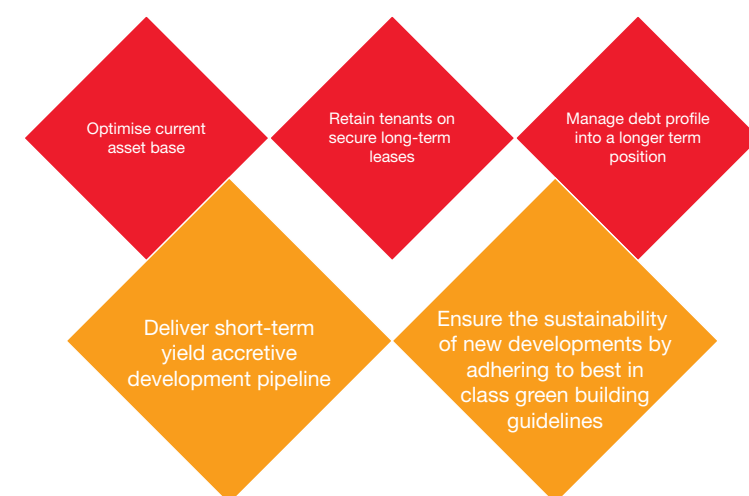 Optimise current
asset base
Retain tenants on
secure long-term
leases
Manage debt profile
into a longer term
position
Deliver short-term
yield accretive
development pipeline
Ensure the sustainability
of new developments by
adhering to best in
class green building
guidelines